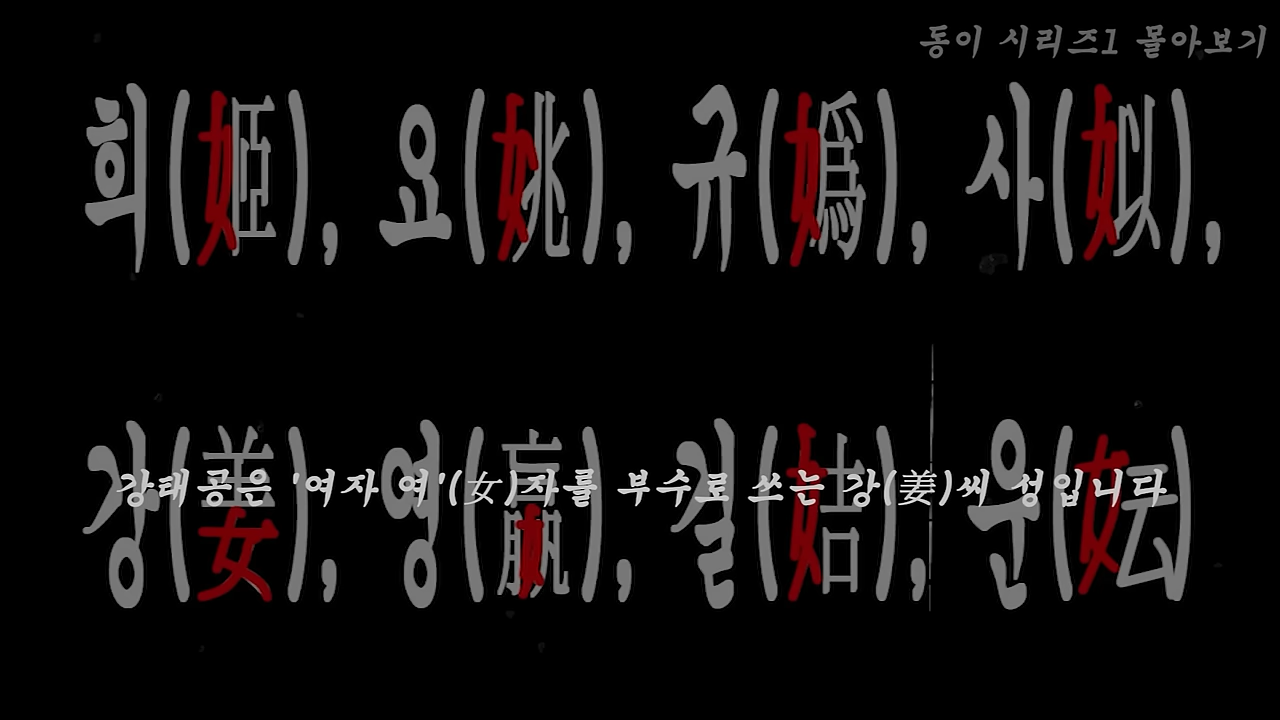 동이 시리즈1 몰아보기
희(姬), 요(姚), 규(嬀), 사(姒),
강(姜), 영(嬴), 결(姞), 운(妘)
강태공은 '여자 여'(女)자를 부수로 쓰는 강(姜)씨 성입니다